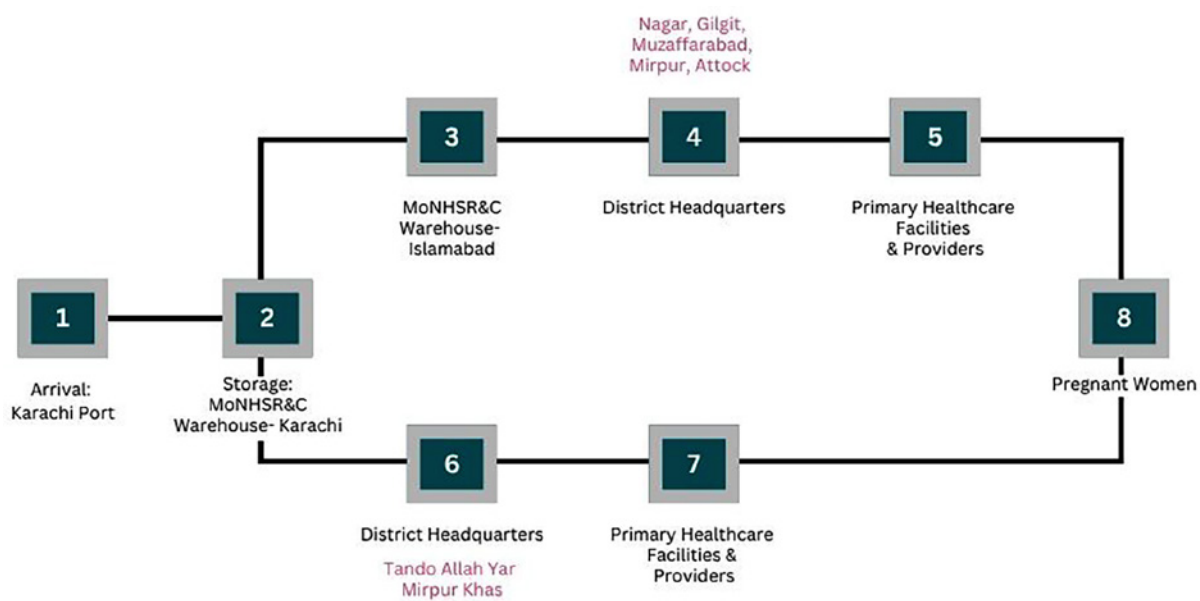 Nagar, Gilgit,
Muzaffarabad,
Mirpur, Attock
3
4
5
MoNHSR&C
Warehouse-
Islamabad
District Headquarters
Primary Healthcare
Facilities
& Providers
1
2
8
Arrival:
Karachi Port
Storage:
MoNHSR&C
Warehouse- Karachi
Pregnant Women
6
7
District Headquarters
Tando Allah Yar
Mirpur Khas
Primary Healthcare
Facilities &
Providers